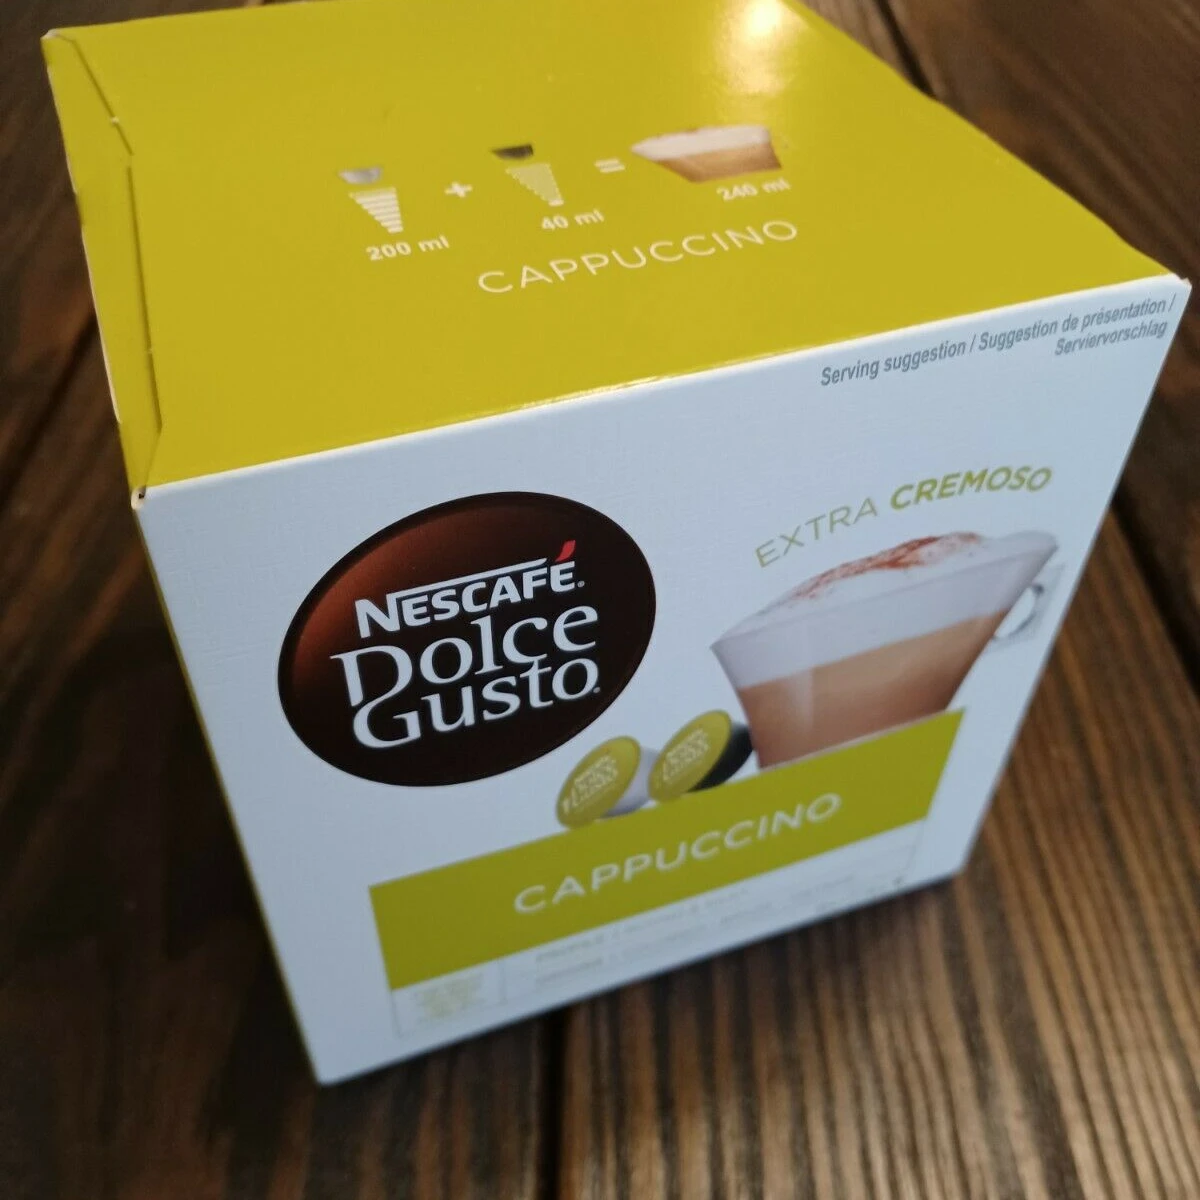 200 ml + 40 ml = 240 ml
CAPPUCCINO
Serving suggestion / Suggestion de présentation /
Serviervorschlag
EXTRA CREMOSO
NESCAFÉ®
DOLCE
GUSTO®
CAPPUCCINO